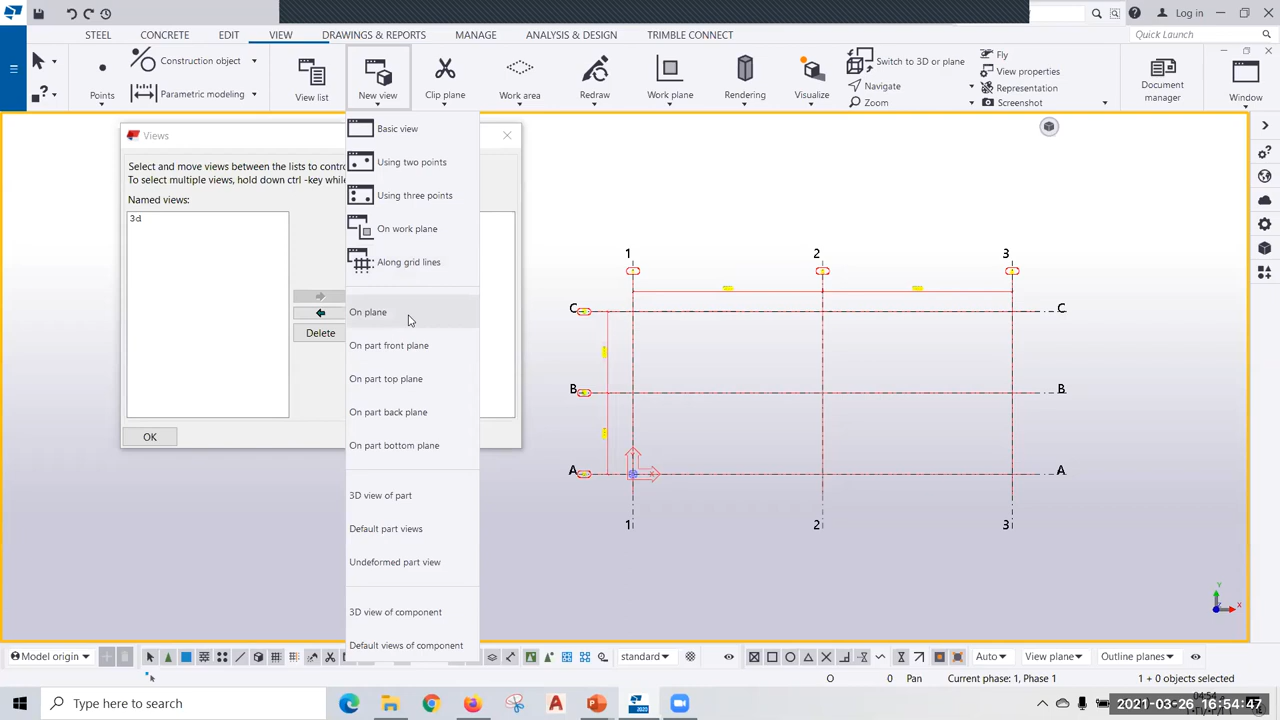 Log in
STEEL CONCRETE EDIT VIEW DRAWINGS & REPORTS MANAGE ANALYSIS & DESIGN TRIMBLE CONNECT Quick Launch
Points Construction object Parametric modeling View list New view Clip plane Work area Redraw Work plane Rendering Visualize Switch to 3D or plane Navigate Zoom Fly View properties Representation Screenshot Document manager Window
Views
Select and move views between the lists to contro
To select multiple views, hold down ctrl -key while
Named views:
3d
Delete
OK
Basic view
Using two points
Using three points
On work plane
Along grid lines
On plane
On part front plane
On part top plane
On part back plane
On part bottom plane
3D view of part
Default part views
Undeformed part view
3D view of component
Default views of component
1 2 3
C C
B B
A A
1 2 3
Y
X
Model origin standard Auto View plane Outline planes
O 0 Pan Current phase: 1, Phase 1 1 + 0 objects selected
Type here to search
04:54
2021-03-26 16:54:47